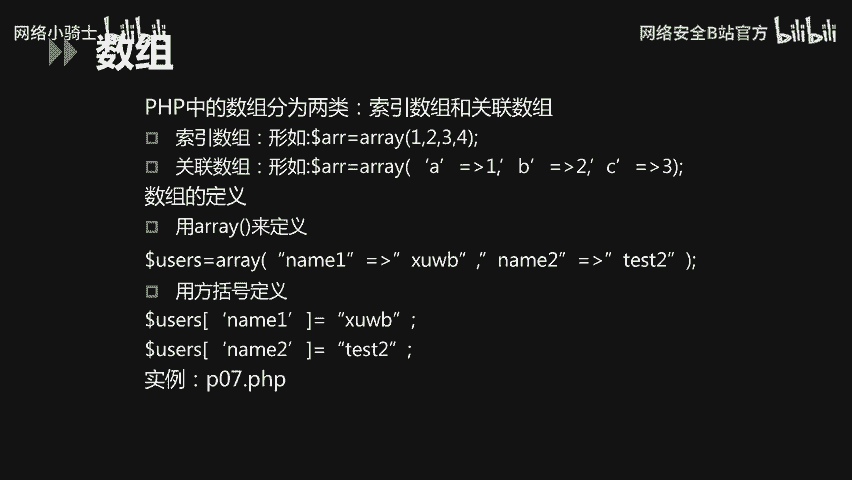 网络小骑士 bilibili
网络安全B站官方 bilibili
数组
PHP中的数组分为两类：索引数组和关联数组
索引数组：形如:$arr=array(1,2,3,4);
关联数组：形如:$arr=array(‘a’=>1,’b’=>2,’c’=>3);
数组的定义
用array()来定义
$users=array(“name1”=>”xuwb”,”name2”=>”test2”);
用方括号定义
$users[‘name1’]=“xuwb”;
$users[‘name2’]=“test2”;
实例：p07.php